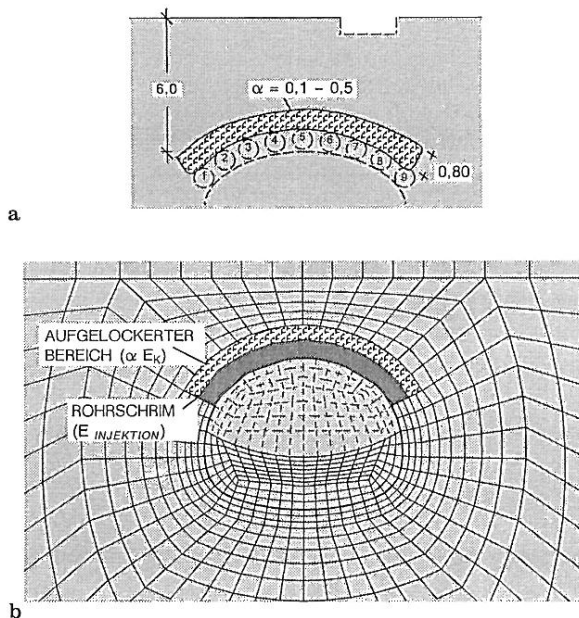 6,0
α = 0,1 – 0,5
1 2 3 4 5 6 7 8 9
0,80
a
AUFGELOCKERTER
BEREICH (α E_K)
ROHRSCHRIM
(E INJEKTION)
b